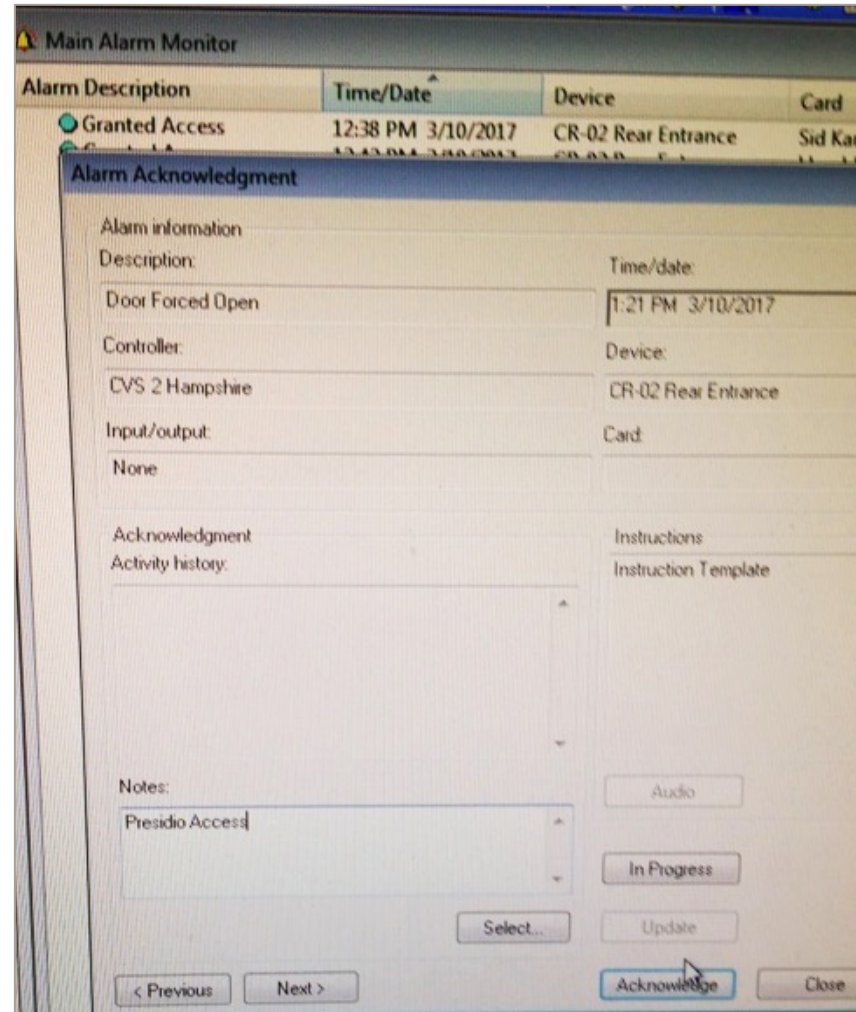 Main Alarm Monitor
Alarm Description Time/Date Device Card
Granted Access 12:38 PM 3/10/2017 CR-02 Rear Entrance Sid Kar
Alarm Acknowledgment
Alarm information
Description: Time/date:
Door Forced Open 1:21 PM 3/10/2017
Controller: Device:
CVS 2 Hampshire CR-02 Rear Entrance
Input/output: Card:
None
Acknowledgment Instructions
Activity history: Instruction Template
Notes: Audio
Presidio Access
In Progress
Select... Update
< Previous Next > Acknowledge Close